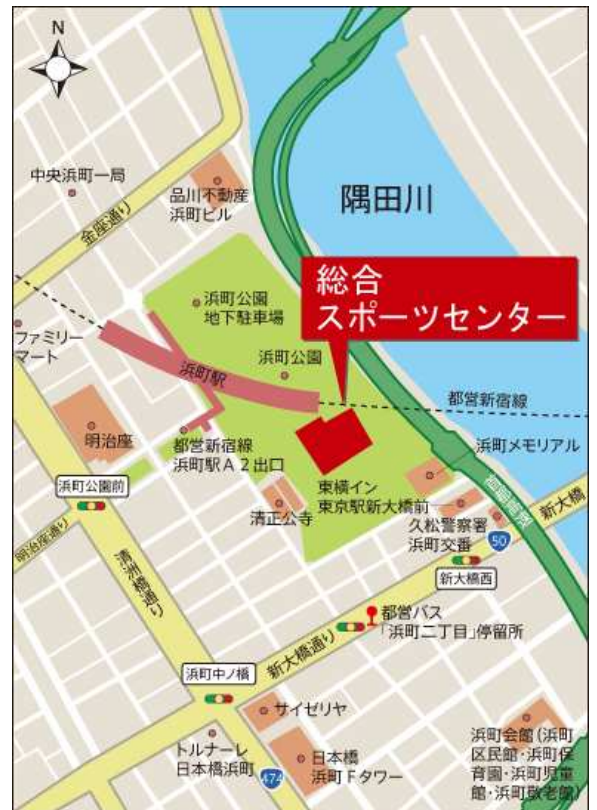 N
中央浜町一局
品川不動産
浜町ビル
隅田川
金座通り
総合
スポーツセンター
浜町公園
地下駐車場
ファミリー
マート
浜町駅
浜町公園
都営新宿線
明治座
都営新宿線
浜町駅A2出口
浜町メモリアル
浜町公園前
東横イン
東京駅新大橋前
清正公寺
久松警察署
浜町交番
50
新大橋
明治座通り
清洲橋通り
新大橋西
都営バス
「浜町二丁目」停留所
新大橋通り
浜町中ノ橋
サイゼリヤ
トルナーレ
日本橋浜町
474
日本橋
浜町Fタワー
浜町会館(浜町
区民館・浜町保
育園・浜町児童
館・浜町敬老館)